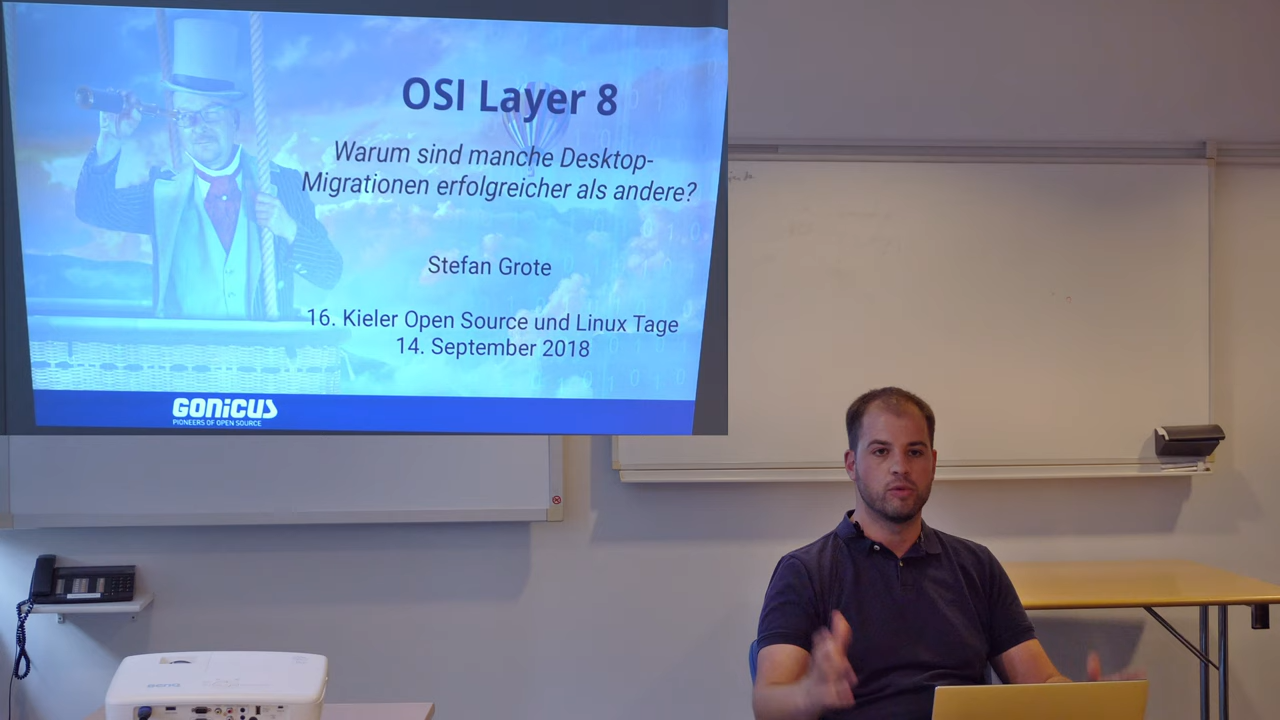 OSI Layer 8
Warum sind manche Desktop-
Migrationen erfolgreicher als andere?
Stefan Grote
16. Kieler Open Source und Linux Tage
14. September 2018
GONICUS
PIONEERS OF OPEN SOURCE